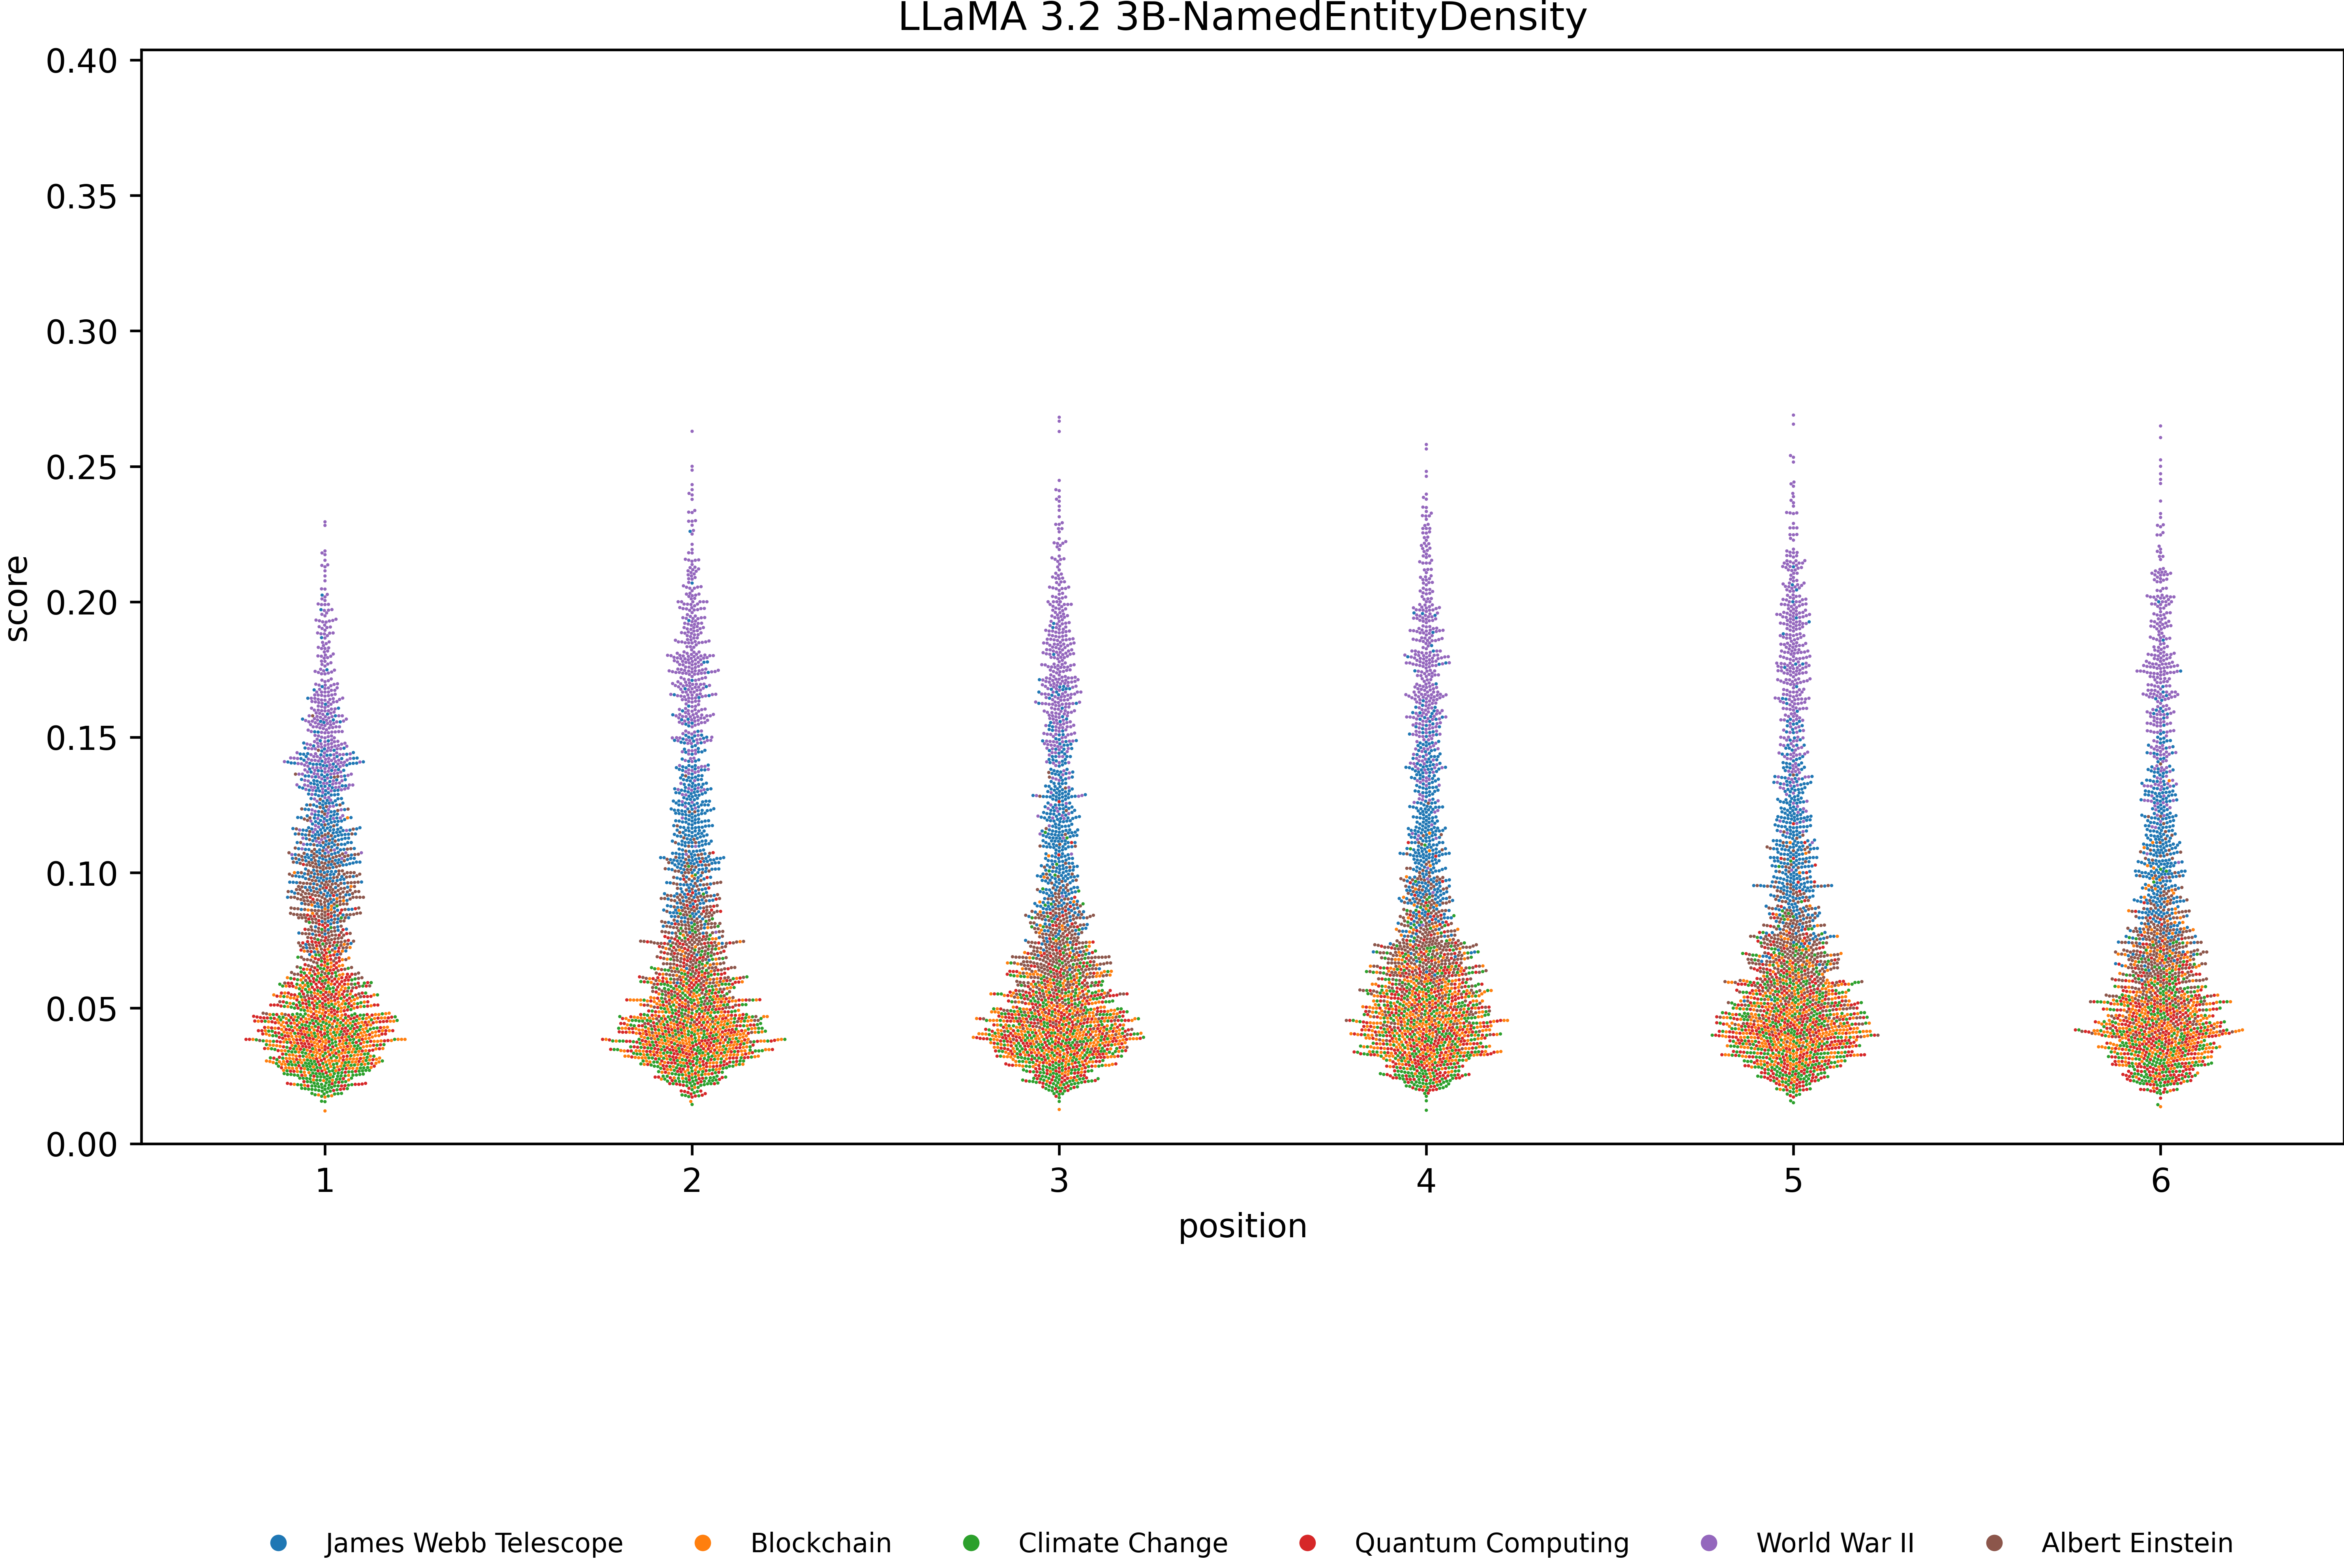 LLaMA 3.2 3B-NamedEntityDensity
0.40
0.35
0.30
0.25
0.20
0.15
0.10
0.05
0.00
score
1 2 3 4 5 6
position
James Webb Telescope Blockchain Climate Change Quantum Computing World War II Albert Einstein